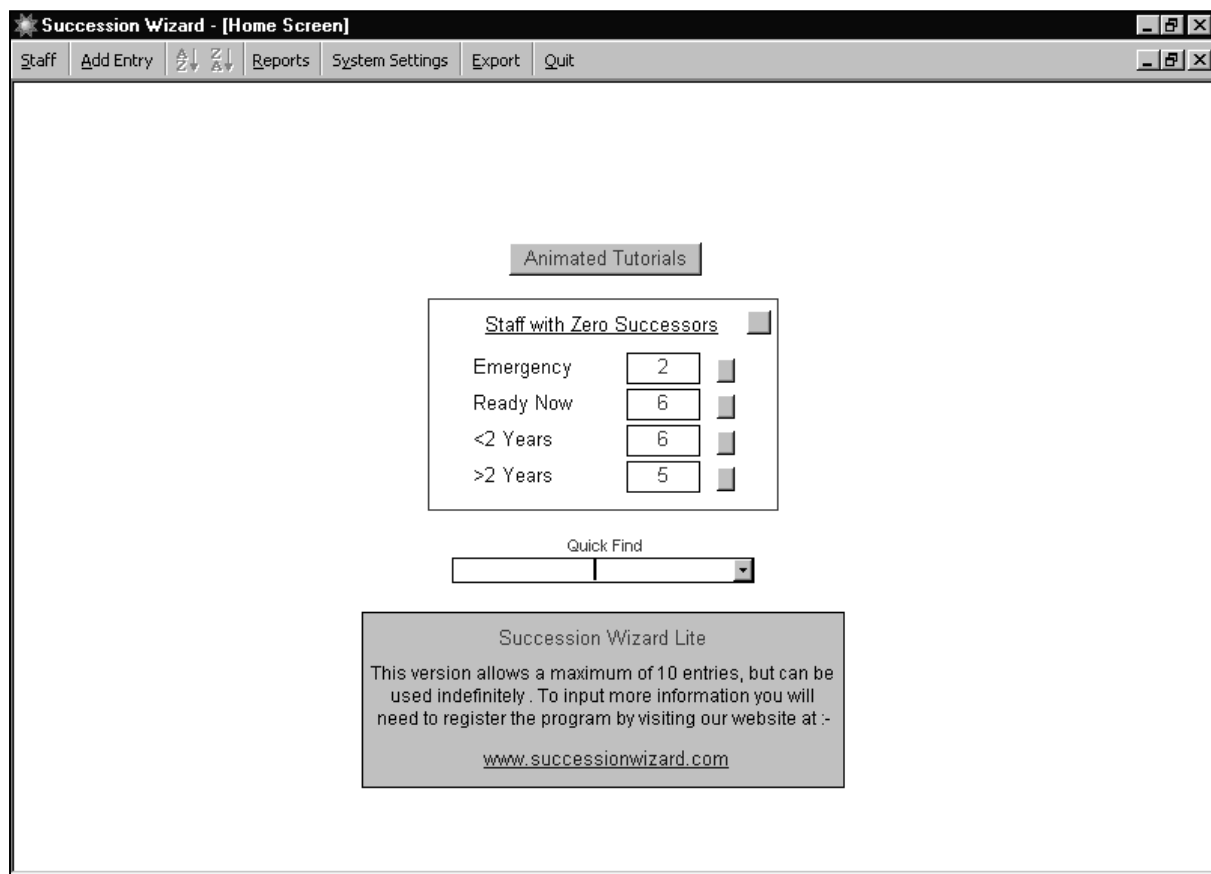 Succession Wizard - [Home Screen]
Staff Add Entry A Z Z A Reports System Settings Export Quit
Animated Tutorials
Staff with Zero Successors
Emergency 2
Ready Now 6
<2 Years 6
>2 Years 5
Quick Find
Succession Wizard Lite
This version allows a maximum of 10 entries, but can be
used indefinitely . To input more information you will
need to register the program by visiting our website at :-
www.successionwizard.com